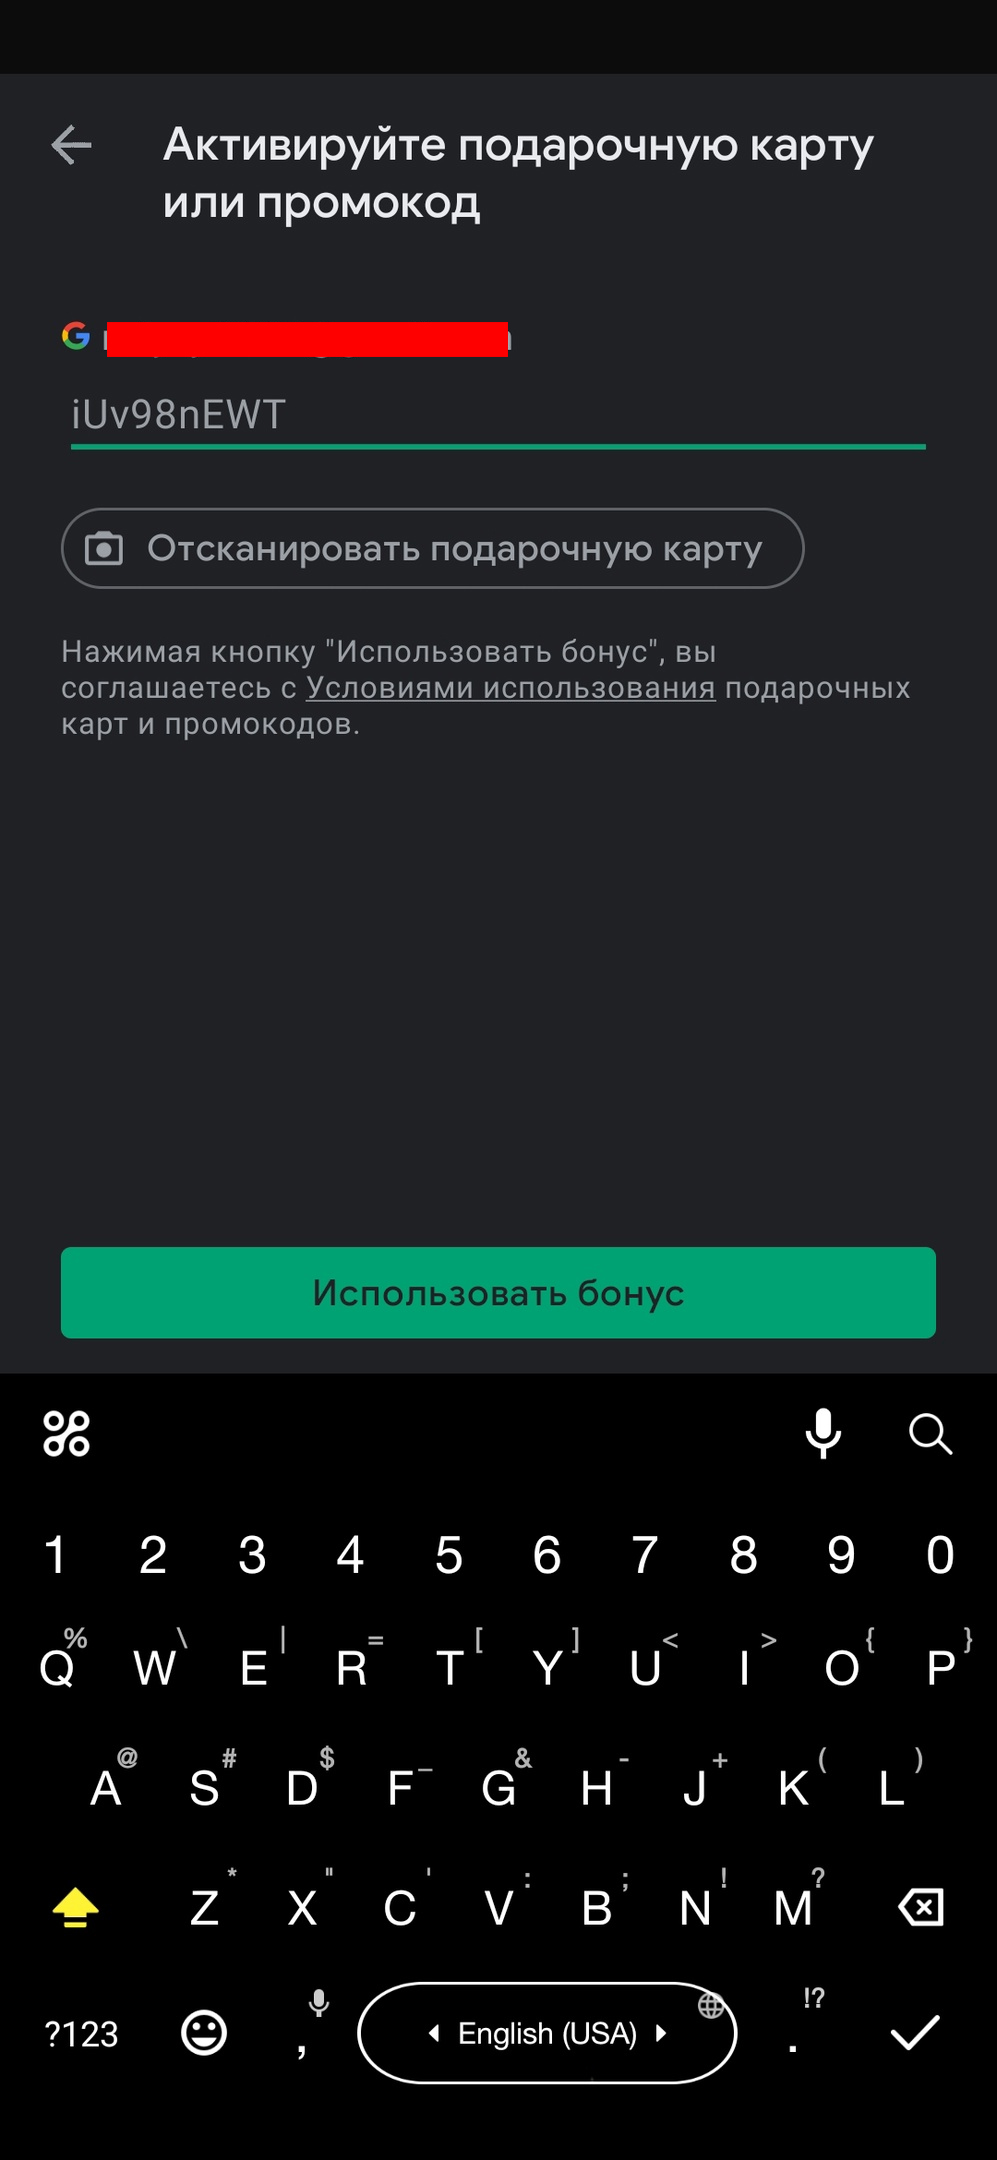 Активируйте подарочную карту
или промокод
iUv98nEWT
Отсканировать подарочную карту
Нажимая кнопку "Использовать бонус", вы
соглашаетесь с Условиями использования подарочных
карт и промокодов.
Использовать бонус
1 2 3 4 5 6 7 8 9 0
% \ | = [ ] < > { }
Q W E R T Y U I O P
@ # $ _ & - + ( )
A S D F G H J K L
* " ' : ; ! ?
Z X C V B N M
!?
?123 , English (USA) .